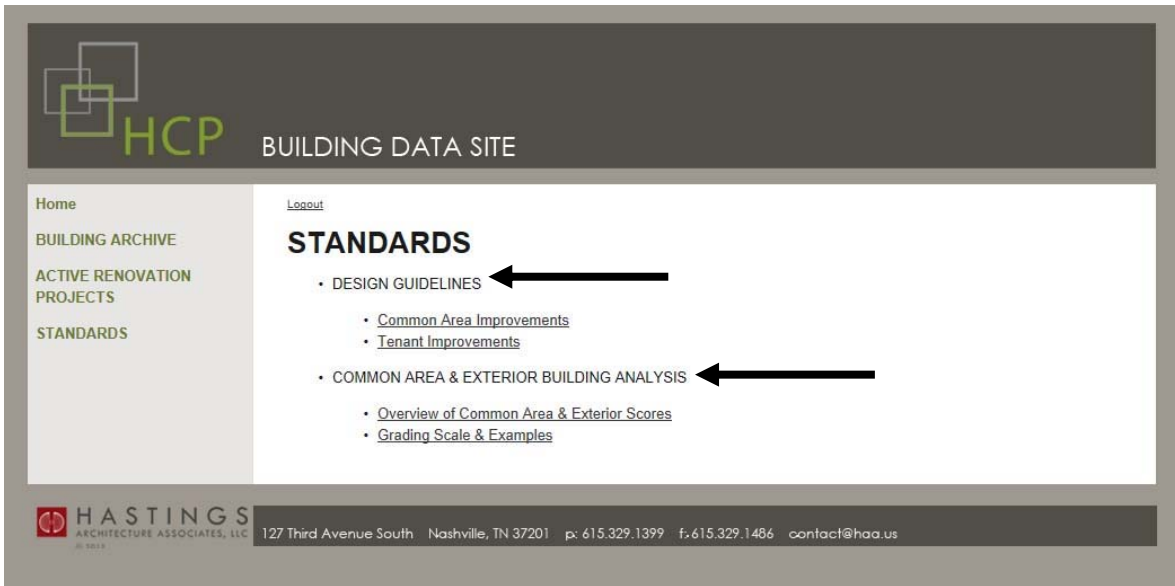 HCP
BUILDING DATA SITE
Home
BUILDING ARCHIVE
ACTIVE RENOVATION
PROJECTS
STANDARDS
Logout
STANDARDS
• DESIGN GUIDELINES
• Common Area Improvements
• Tenant Improvements
• COMMON AREA & EXTERIOR BUILDING ANALYSIS
• Overview of Common Area & Exterior Scores
• Grading Scale & Examples
HASTINGS
ARCHITECTURE ASSOCIATES, LLC
127 Third Avenue South Nashville, TN 37201 p: 615.329.1399 f: 615.329.1486 contact@haa.us